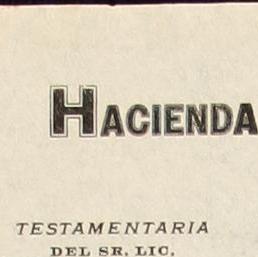 HACIENDA
TESTAMENTARIA
DEL SR. LIC.